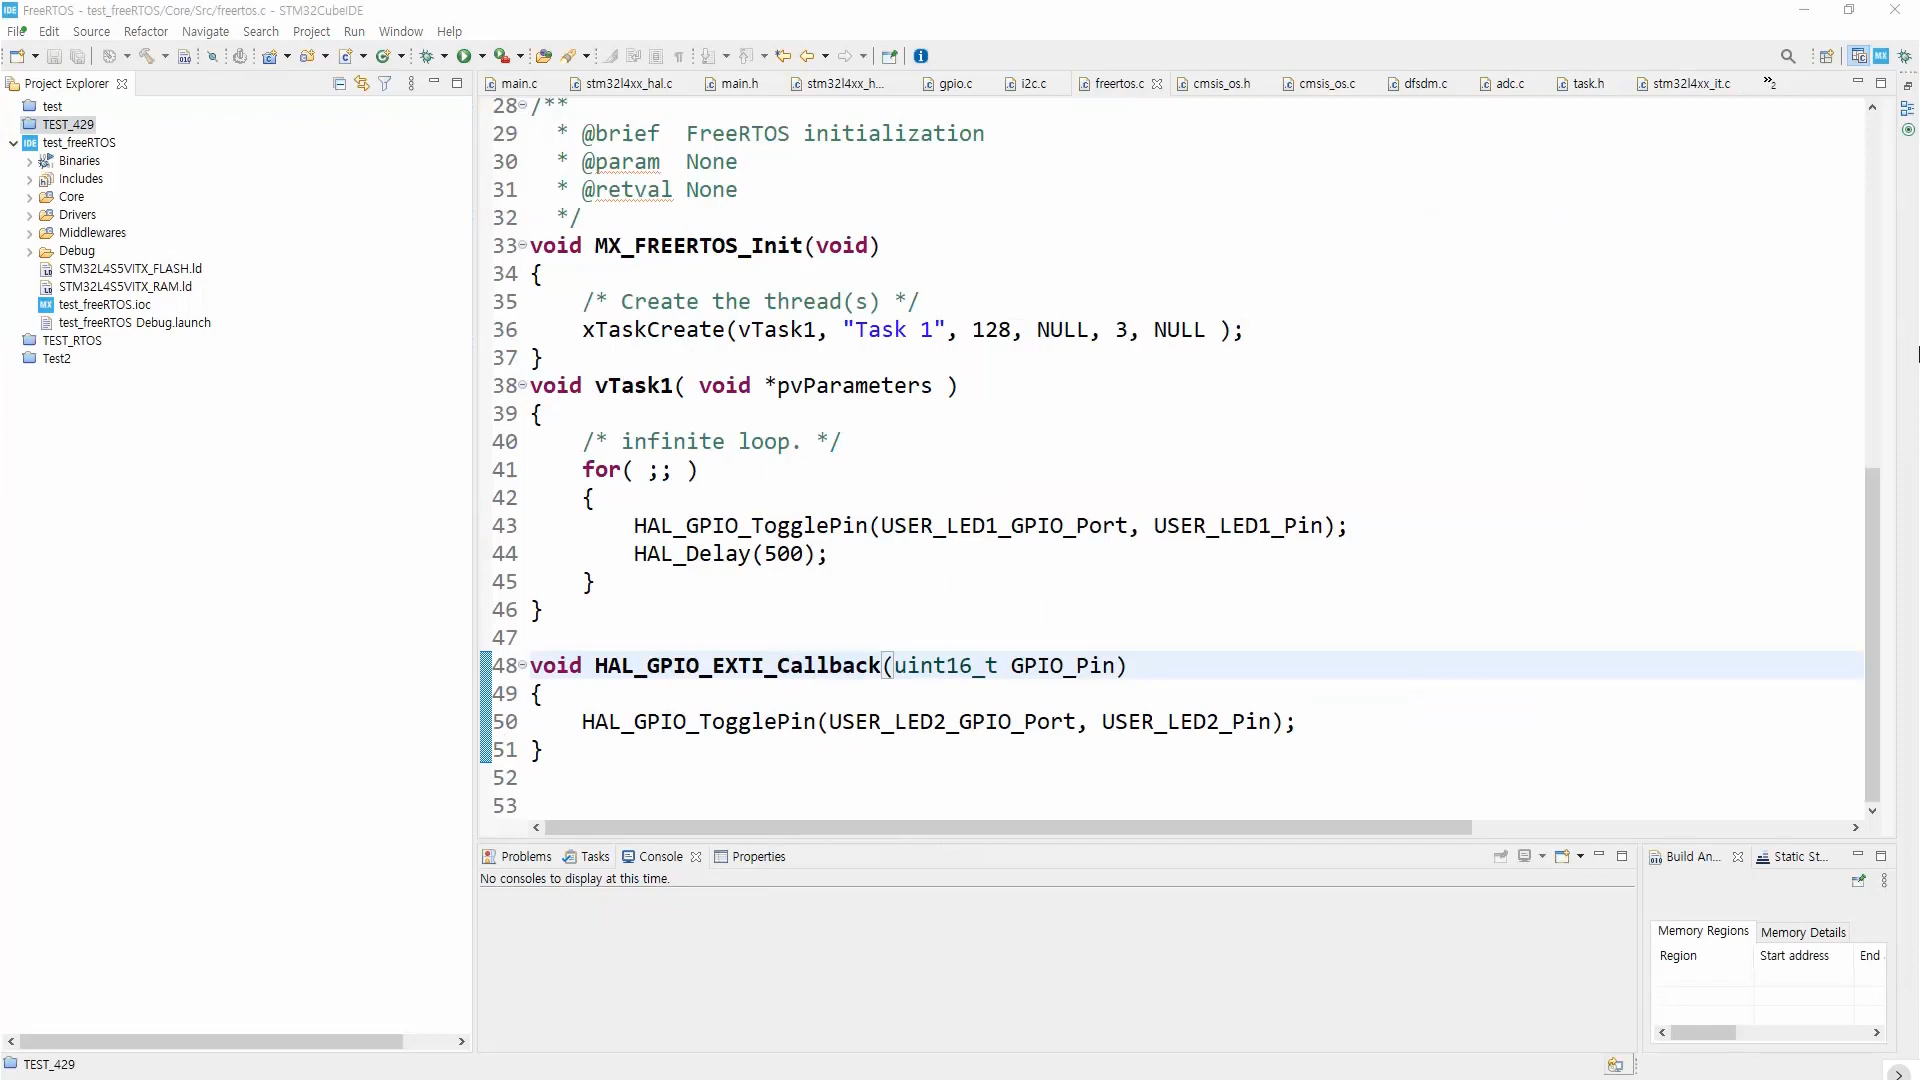 IDE FreeRTOS - test_freeRTOS/Core/Src/freertos.c - STM32CubeIDE
File Edit Source Refactor Navigate Search Project Run Window Help
Project Explorer
test
TEST_429
IDE test_freeRTOS
Binaries
Includes
Core
Drivers
Middlewares
Debug
STM32L4S5VITX_FLASH.ld
STM32L4S5VITX_RAM.ld
MX test_freeRTOS.ioc
test_freeRTOS Debug.launch
TEST_RTOS
Test2
main.c stm32l4xx_hal.c main.h stm32l4xx_h... gpio.c i2c.c freertos.c cmsis_os.h cmsis_os.c dfsdm.c adc.c task.h stm32l4xx_it.c »2
28 /**
29 * @brief FreeRTOS initialization
30 * @param None
31 * @retval None
32 */
33 void MX_FREERTOS_Init(void)
34 {
35 /* Create the thread(s) */
36 xTaskCreate(vTask1, "Task 1", 128, NULL, 3, NULL );
37 }
38 void vTask1( void *pvParameters )
39 {
40 /* infinite loop. */
41 for( ;; )
42 {
43 HAL_GPIO_TogglePin(USER_LED1_GPIO_Port, USER_LED1_Pin);
44 HAL_Delay(500);
45 }
46 }
47
48 void HAL_GPIO_EXTI_Callback(uint16_t GPIO_Pin)
49 {
50 HAL_GPIO_TogglePin(USER_LED2_GPIO_Port, USER_LED2_Pin);
51 }
52
53
Problems Tasks Console Properties
No consoles to display at this time.
Build An... Static St...
Memory Regions Memory Details
Region Start address End
TEST_429